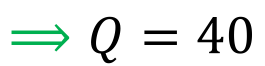 ⟹ Q = 40